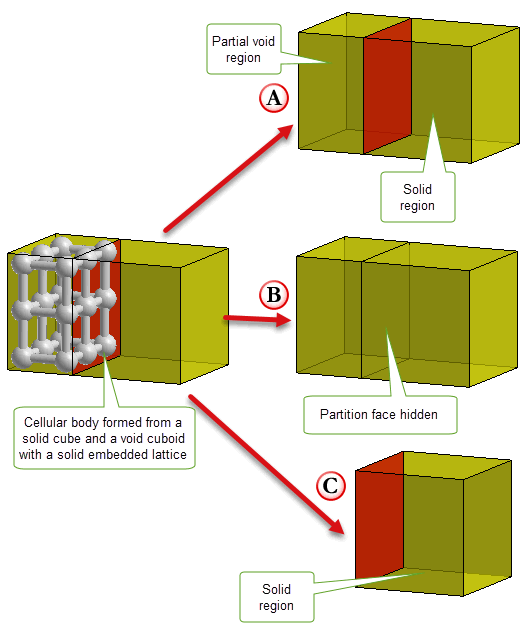 Partial void
region
A
Solid
region
B
Partition face hidden
Cellular body formed from a
solid cube and a void cuboid
with a solid embedded lattice
C
Solid
region